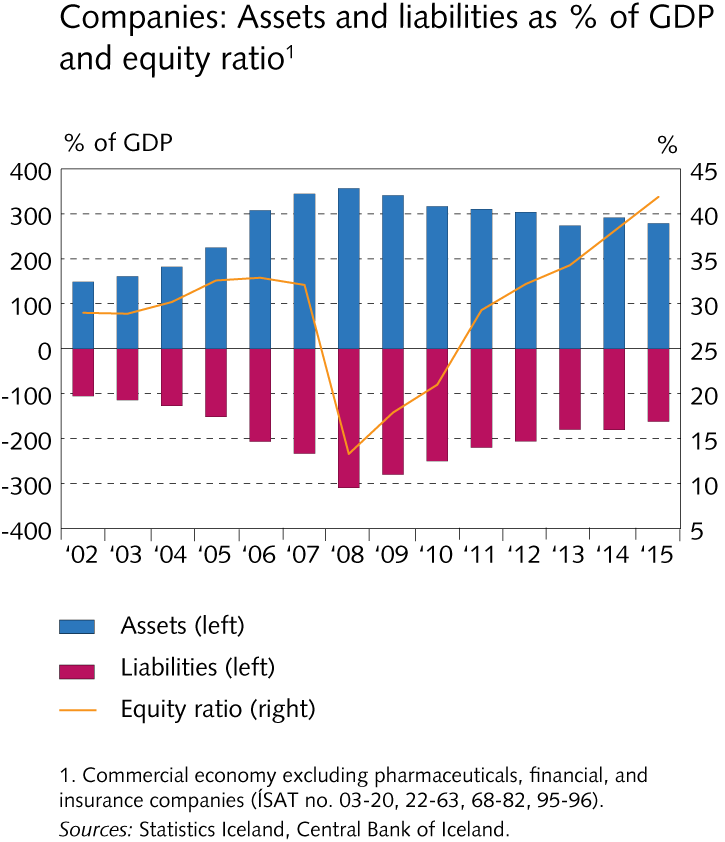 Companies: Assets and liabilities as % of GDP
and equity ratio¹
% of GDP %
400 45
300 40
200 35
100 30
0 25
-100 20
-200 15
-300 10
-400 5
‘02 ‘03 ‘04 ‘05 ‘06 ‘07 ‘08 ‘09 ‘10 ‘11 ‘12 ‘13 ‘14 ‘15
Assets (left)
Liabilities (left)
Equity ratio (right)
1. Commercial economy excluding pharmaceuticals, financial, and
insurance companies (ÍSAT no. 03-20, 22-63, 68-82, 95-96).
Sources: Statistics Iceland, Central Bank of Iceland.